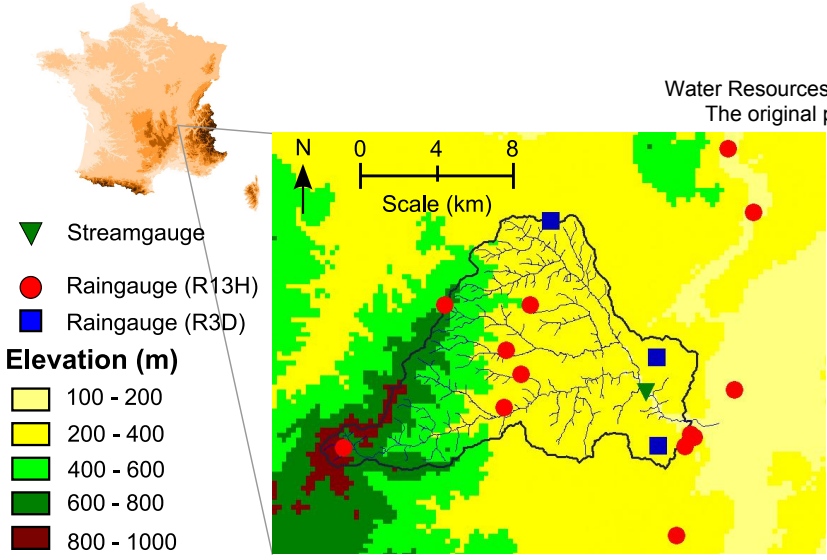 Water Resources
The original p
N
0 4 8
Scale (km)
Streamgauge
Raingauge (R13H)
Raingauge (R3D)
Elevation (m)
100 - 200
200 - 400
400 - 600
600 - 800
800 - 1000